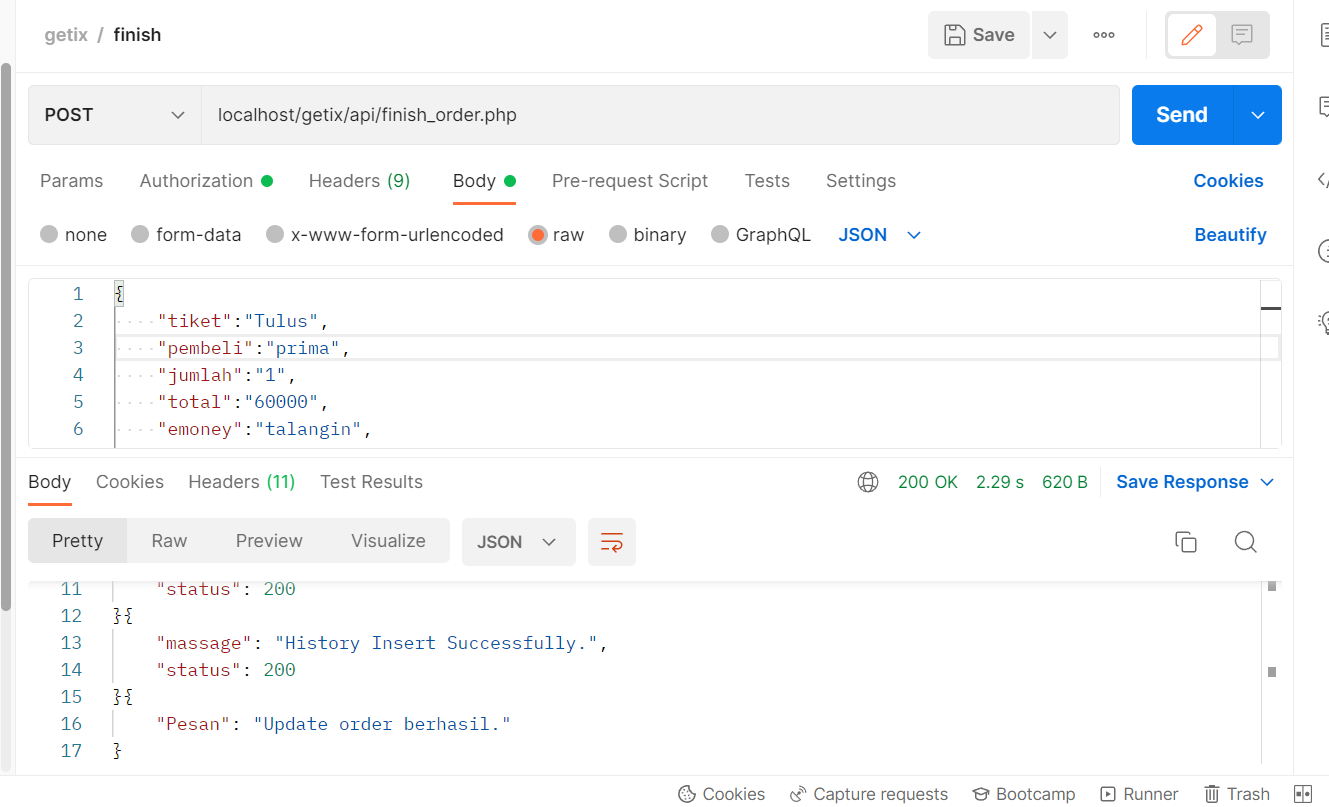 getix / finish
Save
POST
localhost/getix/api/finish_order.php
Send
Params Authorization Headers (9) Body Pre-request Script Tests Settings Cookies
none form-data x-www-form-urlencoded raw binary GraphQL JSON Beautify
1 {
2 "tiket":"Tulus",
3 "pembeli":"prima",
4 "jumlah":"1",
5 "total":"60000",
6 "emoney":"talangin",
Body Cookies Headers (11) Test Results 200 OK 2.29 s 620 B Save Response
Pretty Raw Preview Visualize JSON
11 "status": 200
12 }{
13 "massage": "History Insert Successfully.",
14 "status": 200
15 }{
16 "Pesan": "Update order berhasil."
17 }
Cookies Capture requests Bootcamp Runner Trash